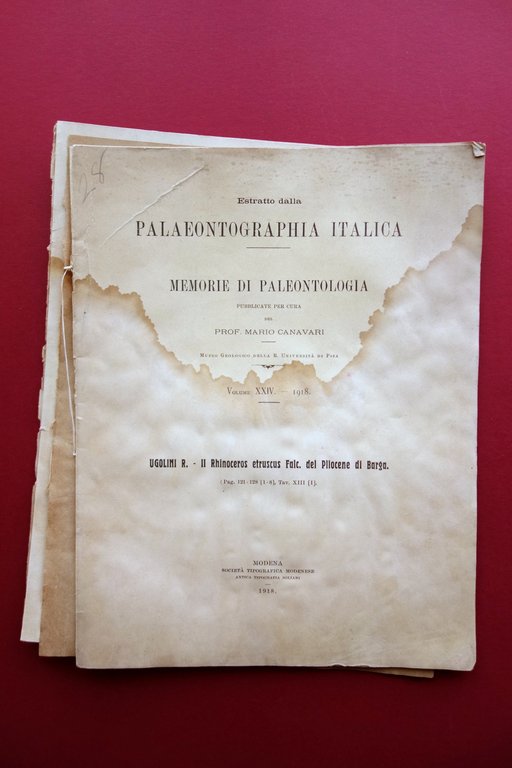 28
Estratto dalla
PALAEONTOGRAPHIA ITALICA
MEMORIE DI PALEONTOLOGIA
PUBBLICATE PER CURA
DEL
PROF. MARIO CANAVARI
MUSEO GEOLOGICO DELLA R. UNIVERSITÀ DI PISA
VOLUME XXIV. — 1918.
UGOLINI R. - Il Rhinoceros etruscus Falc. del Pliocene di Barga.
(PAG. 121-128 [1-8], TAV. XIII [I].
MODENA
SOCIETÀ TIPOGRAFICA MODENESE
ANTICA TIPOGRAFIA SOLIANI
1918.